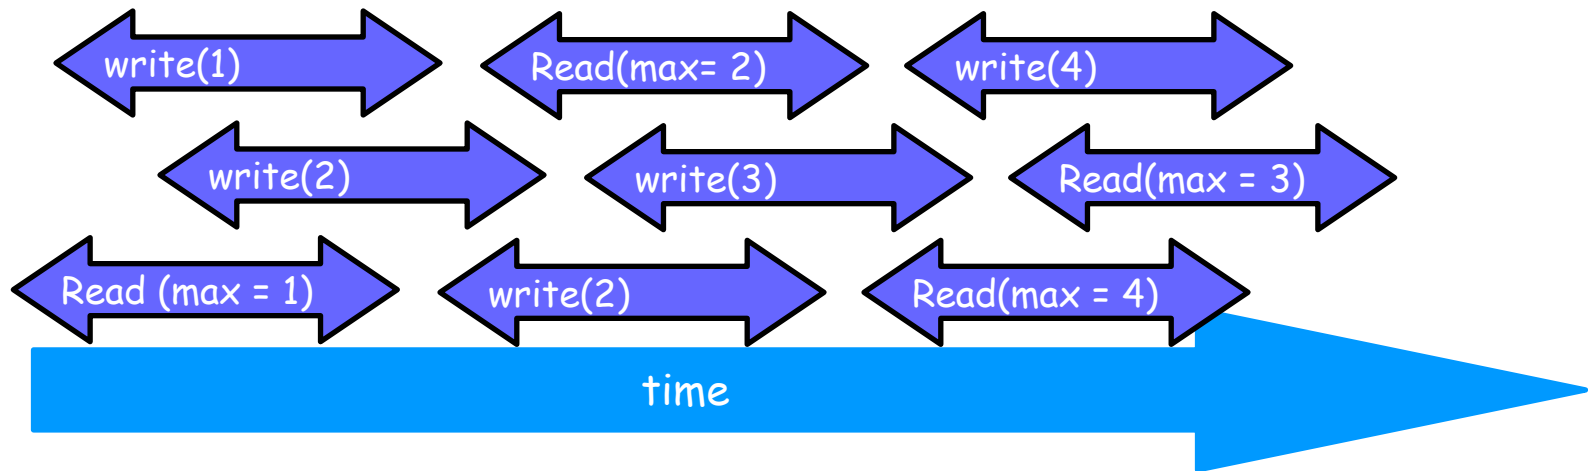 write(1)
Read(max= 2)
write(4)
write(2)
write(3)
Read(max = 3)
Read (max = 1)
write(2)
Read(max = 4)
time